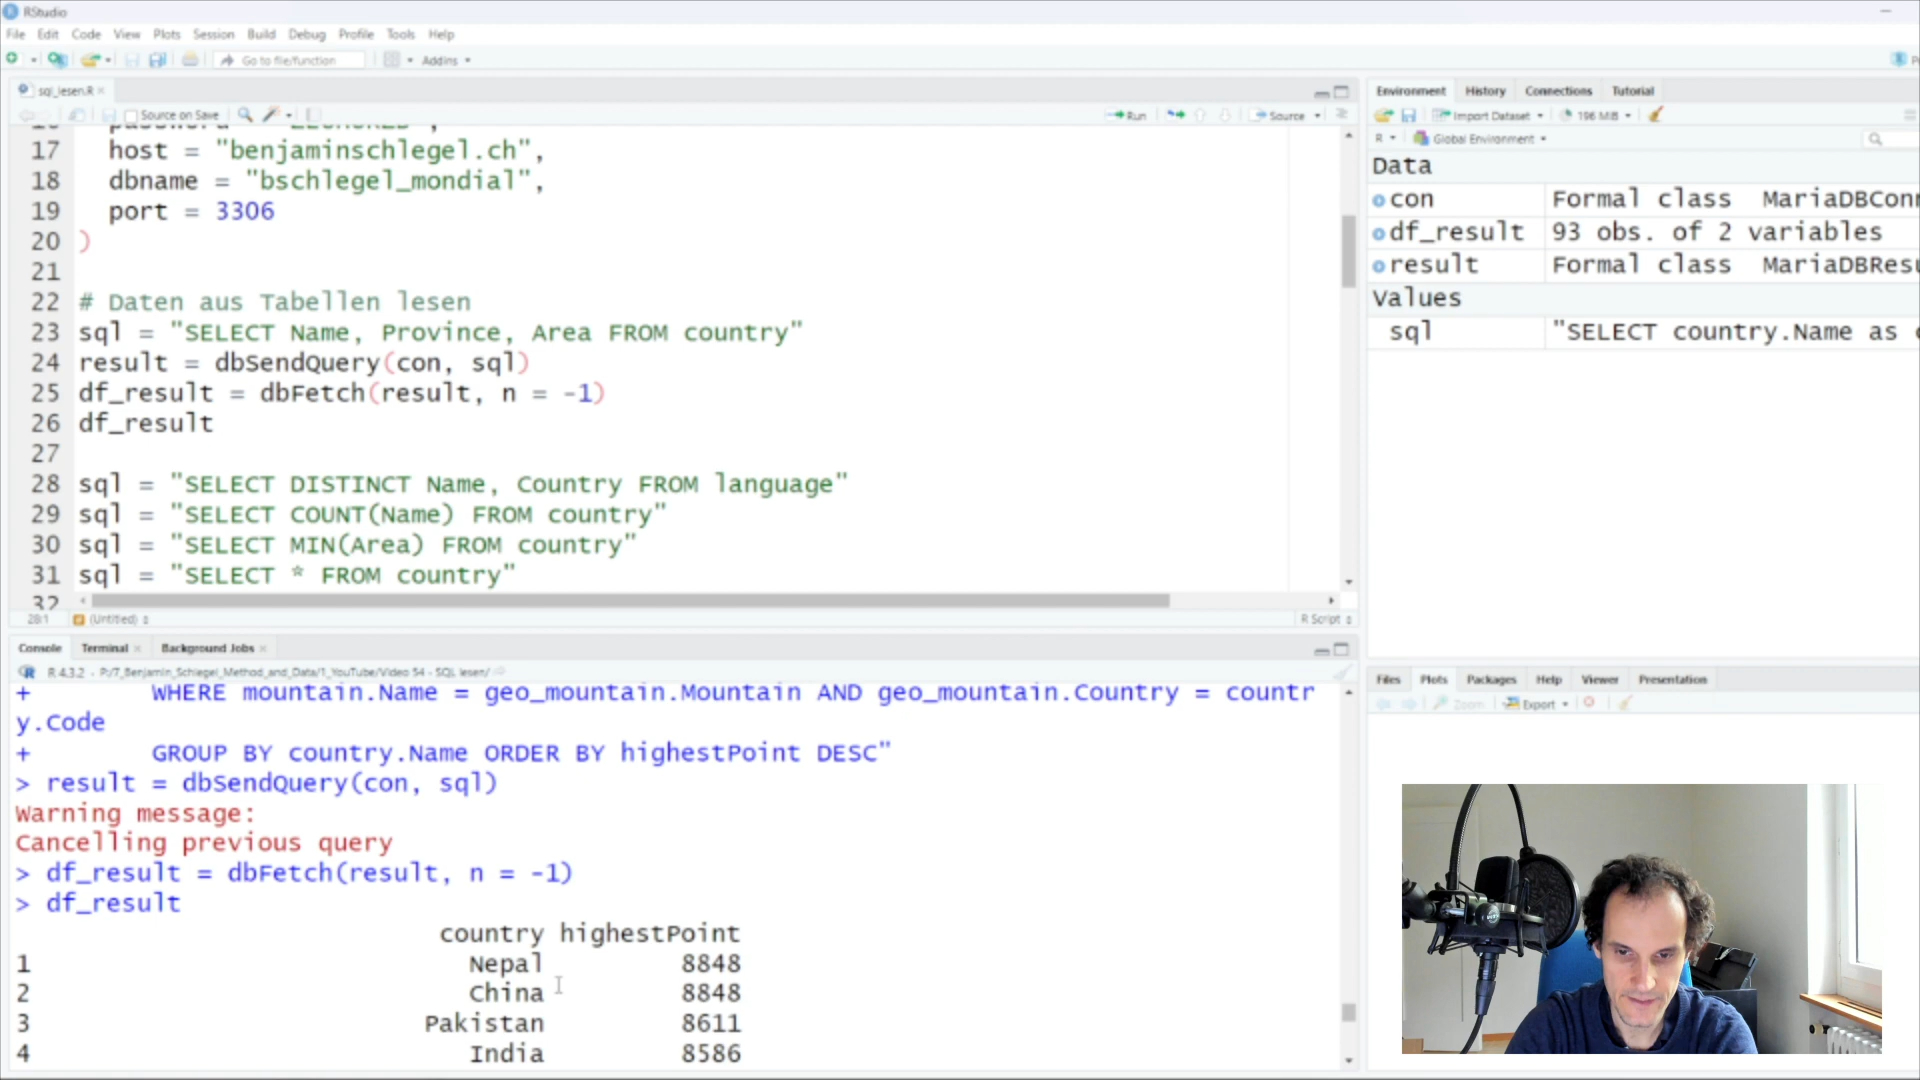 RStudio
File Edit Code View Plots Session Build Debug Profile Tools Help
Go to file/function Addins
sql_lesen.R
Source on Save Run Source
17 host = "benjaminschlegel.ch",
18 dbname = "bschlegel_mondial",
19 port = 3306
20 )
21
22 # Daten aus Tabellen lesen
23 sql = "SELECT Name, Province, Area FROM country"
24 result = dbSendQuery(con, sql)
25 df_result = dbFetch(result, n = -1)
26 df_result
27
28 sql = "SELECT DISTINCT Name, Country FROM language"
29 sql = "SELECT COUNT(Name) FROM country"
30 sql = "SELECT MIN(Area) FROM country"
31 sql = "SELECT * FROM country"
32
28:1 (Untitled) R Script
Console Terminal Background Jobs
R 4.3.2 - P:/7_Benjamin_Schlegel_Method_and_Data/1_YouTube/Video 54 - SQL lesen/
+ WHERE mountain.Name = geo_mountain.Mountain AND geo_mountain.Country = countr
y.Code
+ GROUP BY country.Name ORDER BY highestPoint DESC"
> result = dbSendQuery(con, sql)
Warning message:
Cancelling previous query
> df_result = dbFetch(result, n = -1)
> df_result
country highestPoint
1 Nepal 8848
2 China 8848
3 Pakistan 8611
4 India 8586
Environment History Connections Tutorial
Import Dataset 196 MiB
R Global Environment
Data
con Formal class MariaDBConn
df_result 93 obs. of 2 variables
result Formal class MariaDBResu
Values
sql "SELECT country.Name as c
Files Plots Packages Help Viewer Presentation
Zoom Export